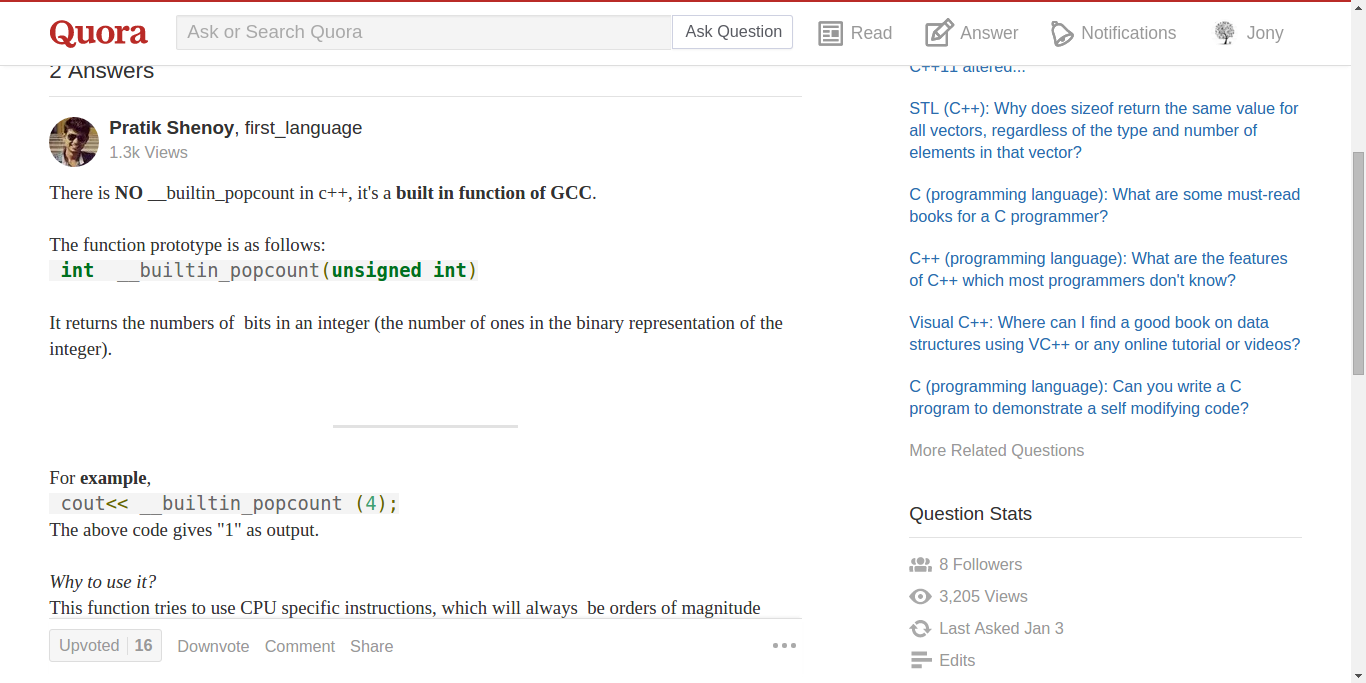 Quora
Ask or Search Quora
Ask Question
Read
Answer
Notifications
Jony
2 Answers
Pratik Shenoy, first_language
1.3k Views
There is NO __builtin_popcount in c++, it's a built in function of GCC.
The function prototype is as follows:
int  __builtin_popcount(unsigned int)
It returns the numbers of  bits in an integer (the number of ones in the binary representation of the
integer).
For example,
cout<< __builtin_popcount (4);
The above code gives "1" as output.
Why to use it?
This function tries to use CPU specific instructions, which will always  be orders of magnitude
Upvoted 16
Downvote
Comment
Share
C++11 altered...
STL (C++): Why does sizeof return the same value for
all vectors, regardless of the type and number of
elements in that vector?
C (programming language): What are some must-read
books for a C programmer?
C++ (programming language): What are the features
of C++ which most programmers don't know?
Visual C++: Where can I find a good book on data
structures using VC++ or any online tutorial or videos?
C (programming language): Can you write a C
program to demonstrate a self modifying code?
More Related Questions
Question Stats
8 Followers
3,205 Views
Last Asked Jan 3
Edits